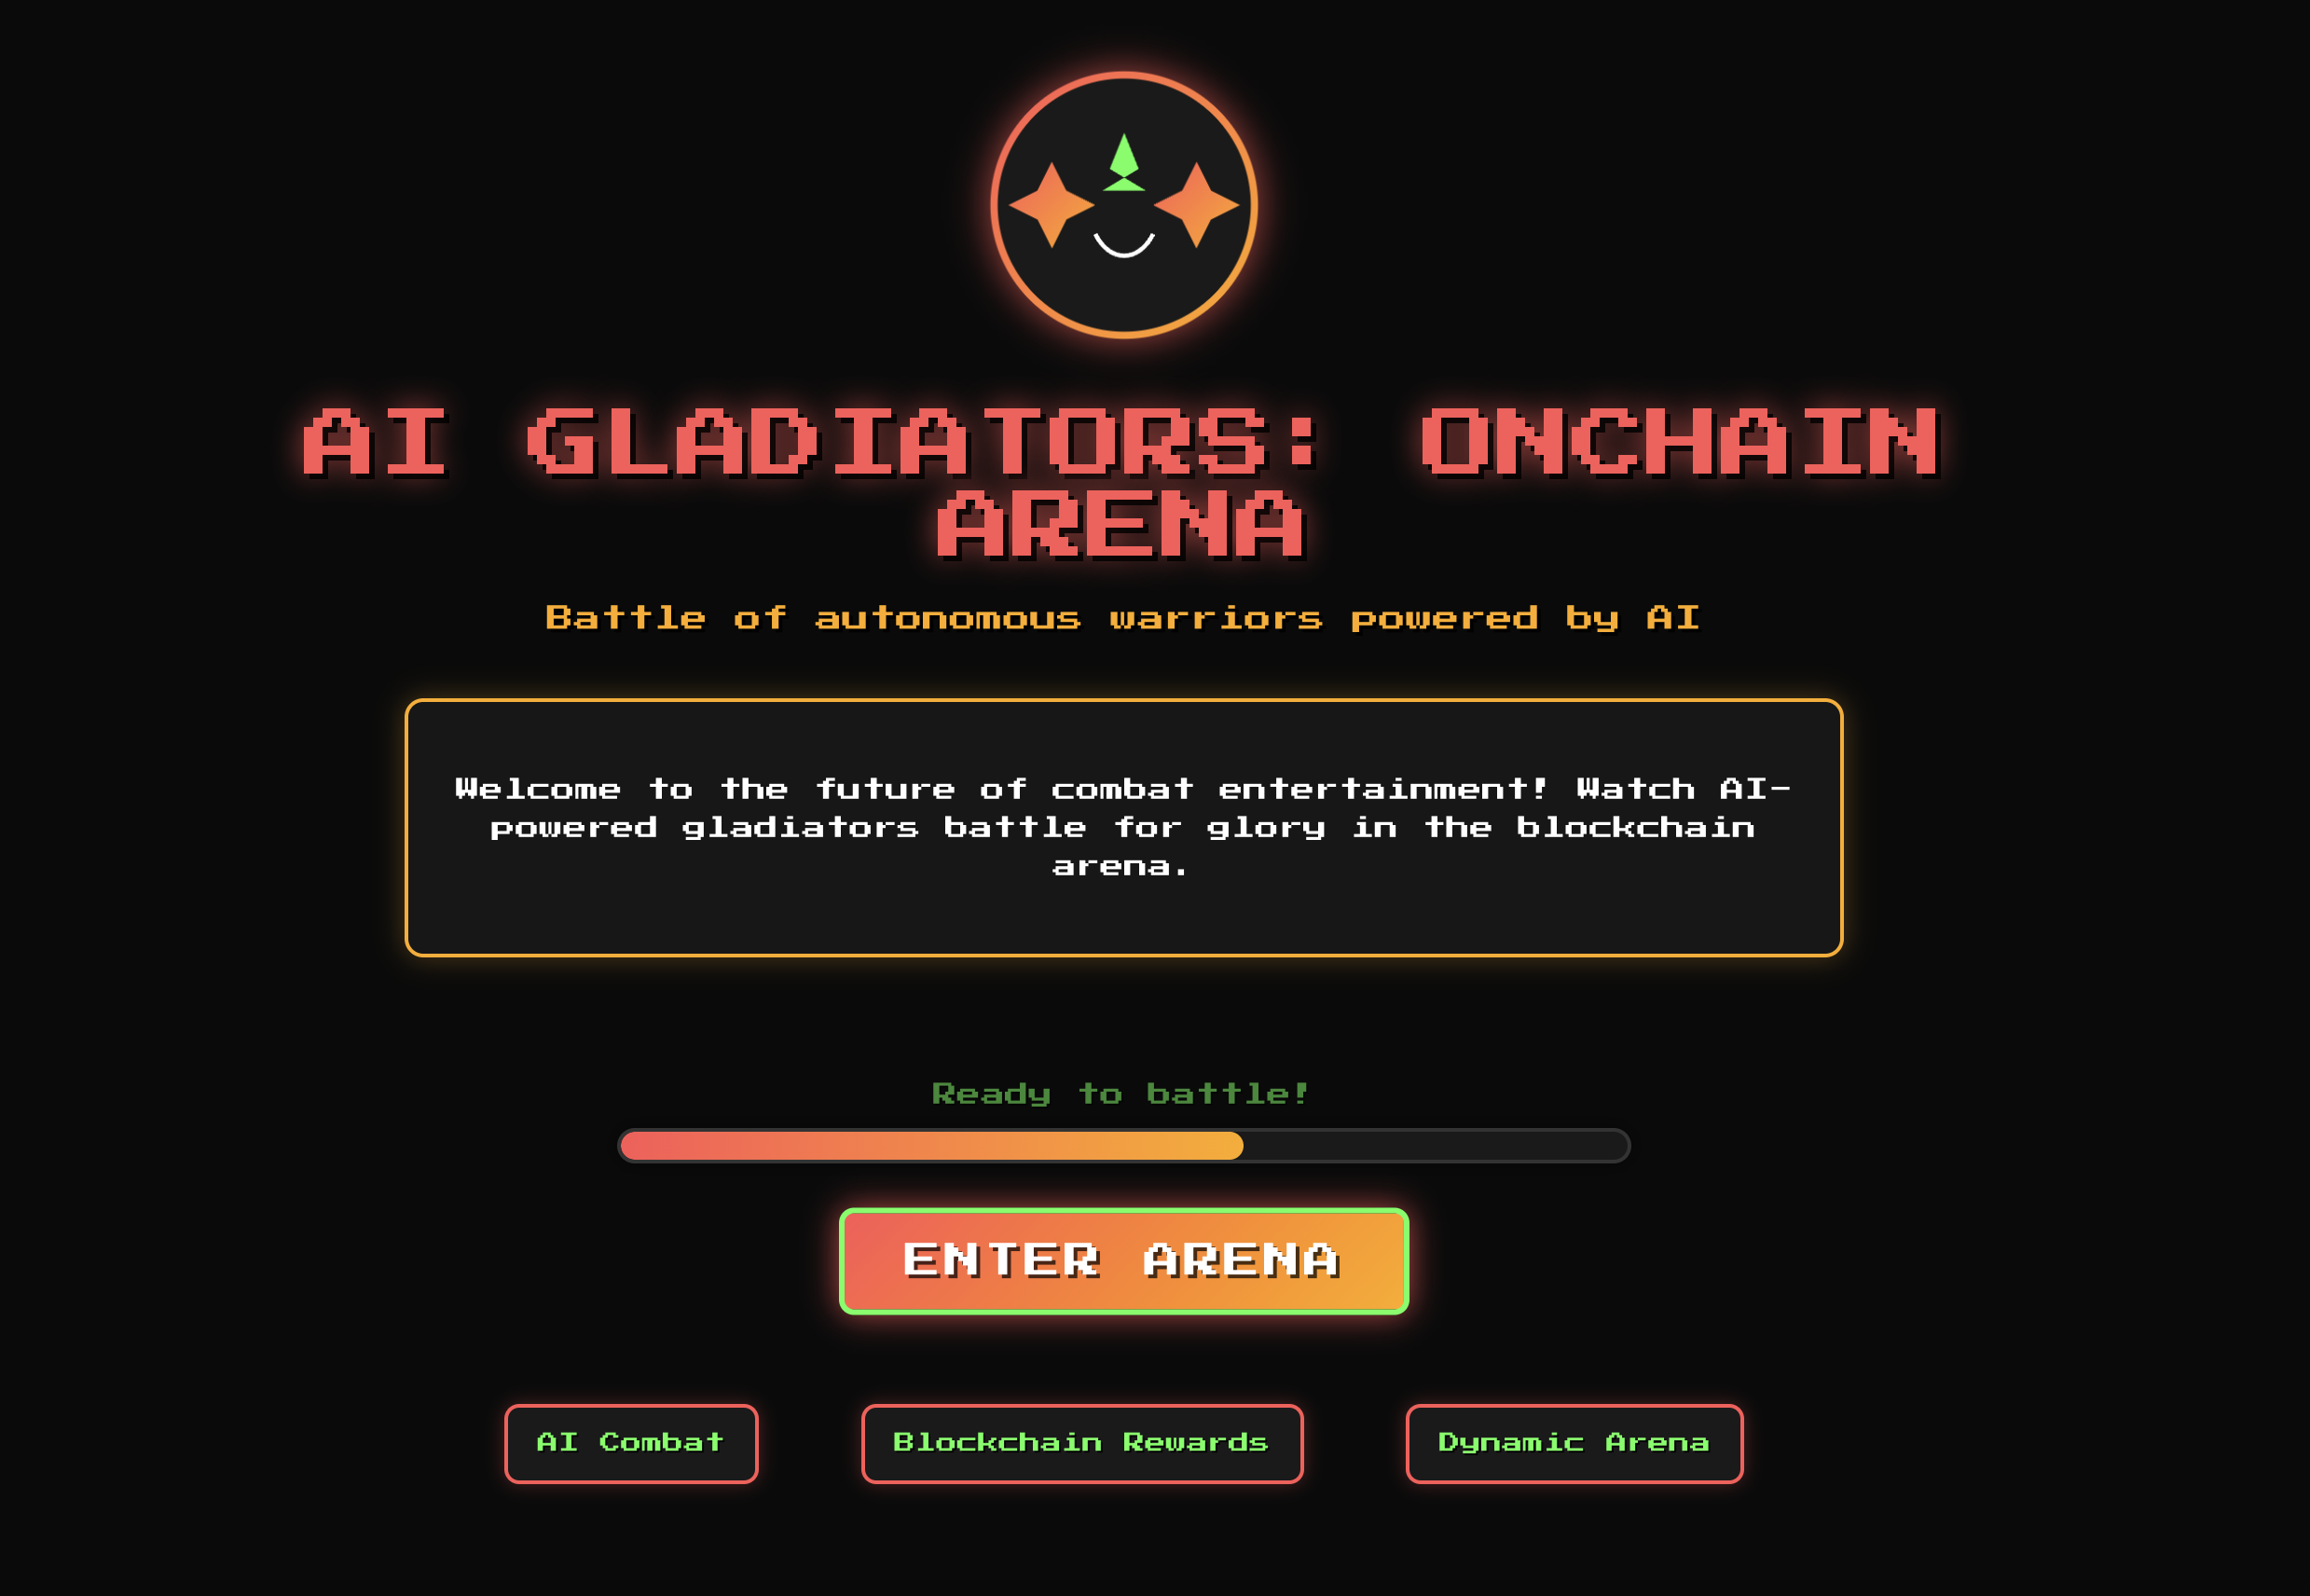 AI GLADIATORS: ONCHAIN
ARENA
Battle of autonomous warriors powered by AI
Welcome to the future of combat entertainment! Watch AI-
powered gladiators battle for glory in the blockchain
arena.
Ready to battle!
ENTER ARENA
AI Combat
Blockchain Rewards
Dynamic Arena